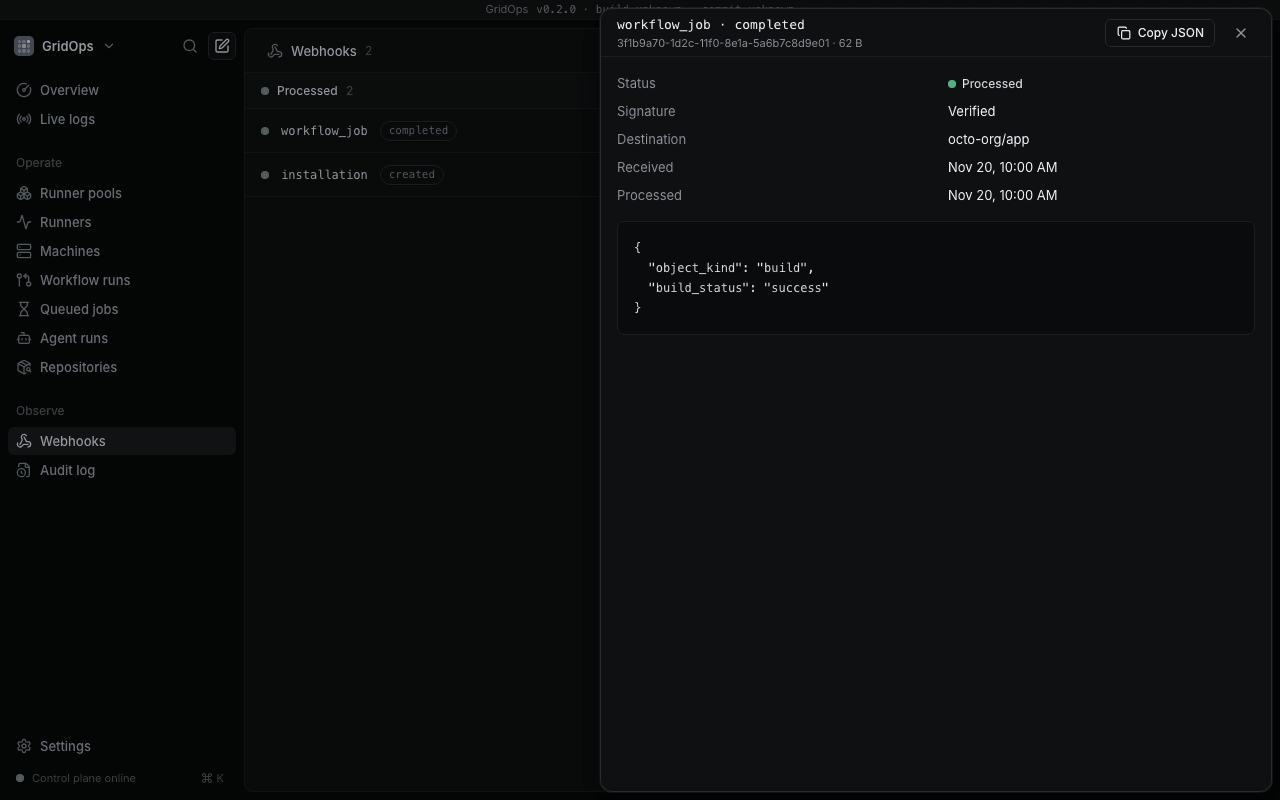 GridOps v0.2.0 ·
GridOps
Overview
Live logs
Operate
Runner pools
Runners
Machines
Workflow runs
Queued jobs
Agent runs
Repositories
Observe
Webhooks
Audit log
Settings
Control plane online ⌘ K
Webhooks 2
Processed 2
workflow_job completed
installation created
workflow_job · completed
3f1b9a70-1d2c-11f0-8e1a-5a6b7c8d9e01 · 62 B
Copy JSON
Status Processed
Signature Verified
Destination octo-org/app
Received Nov 20, 10:00 AM
Processed Nov 20, 10:00 AM
{
"object_kind": "build",
"build_status": "success"
}